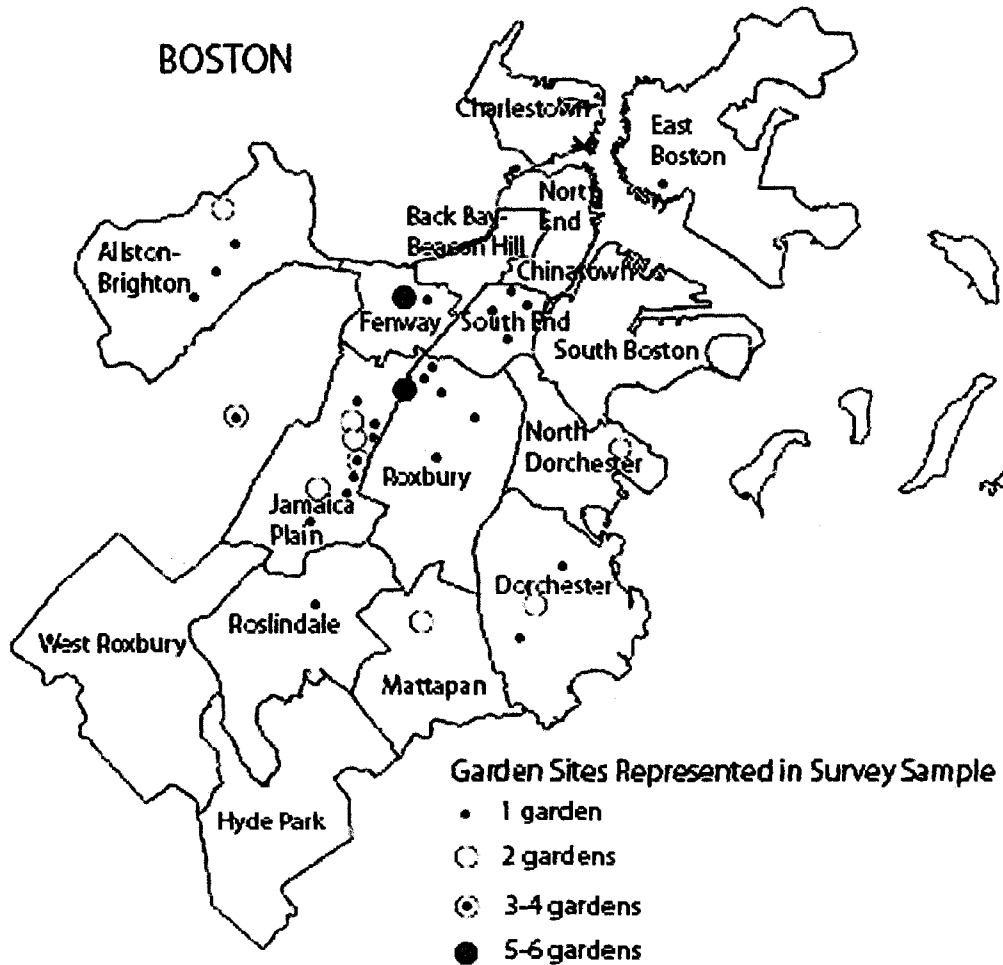 BOSTON
Charlestown
East
Boston
North
End
Back Bay-
Beacon Hill
Chinatown
Allston-
Brighton
Fenway
South End
South Boston
North
Dorchester
Roxbury
Jamaica
Plain
Dorchester
Roslindale
West Roxbury
Mattapan
Hyde Park
Garden Sites Represented in Survey Sample
1 garden
2 gardens
3-4 gardens
5-6 gardens